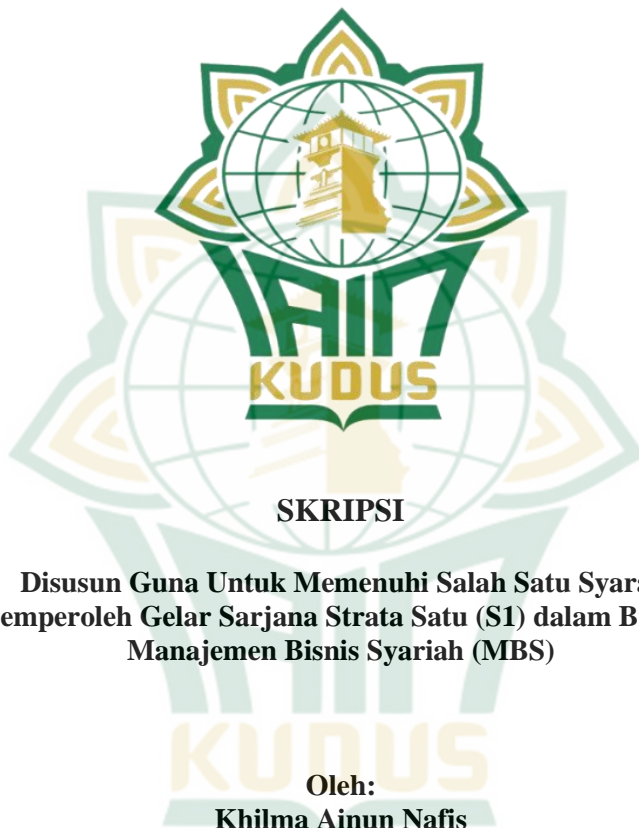 IAIN
KUDUS
SKRIPSI
Disusun Guna Untuk Memenuhi Salah Satu
Gelar Sarjana Strata Satu (S1) dalam
Manajemen Bisnis Syariah (MBS)
KUDUS
Oleh:
Khilma Ainun Nafis